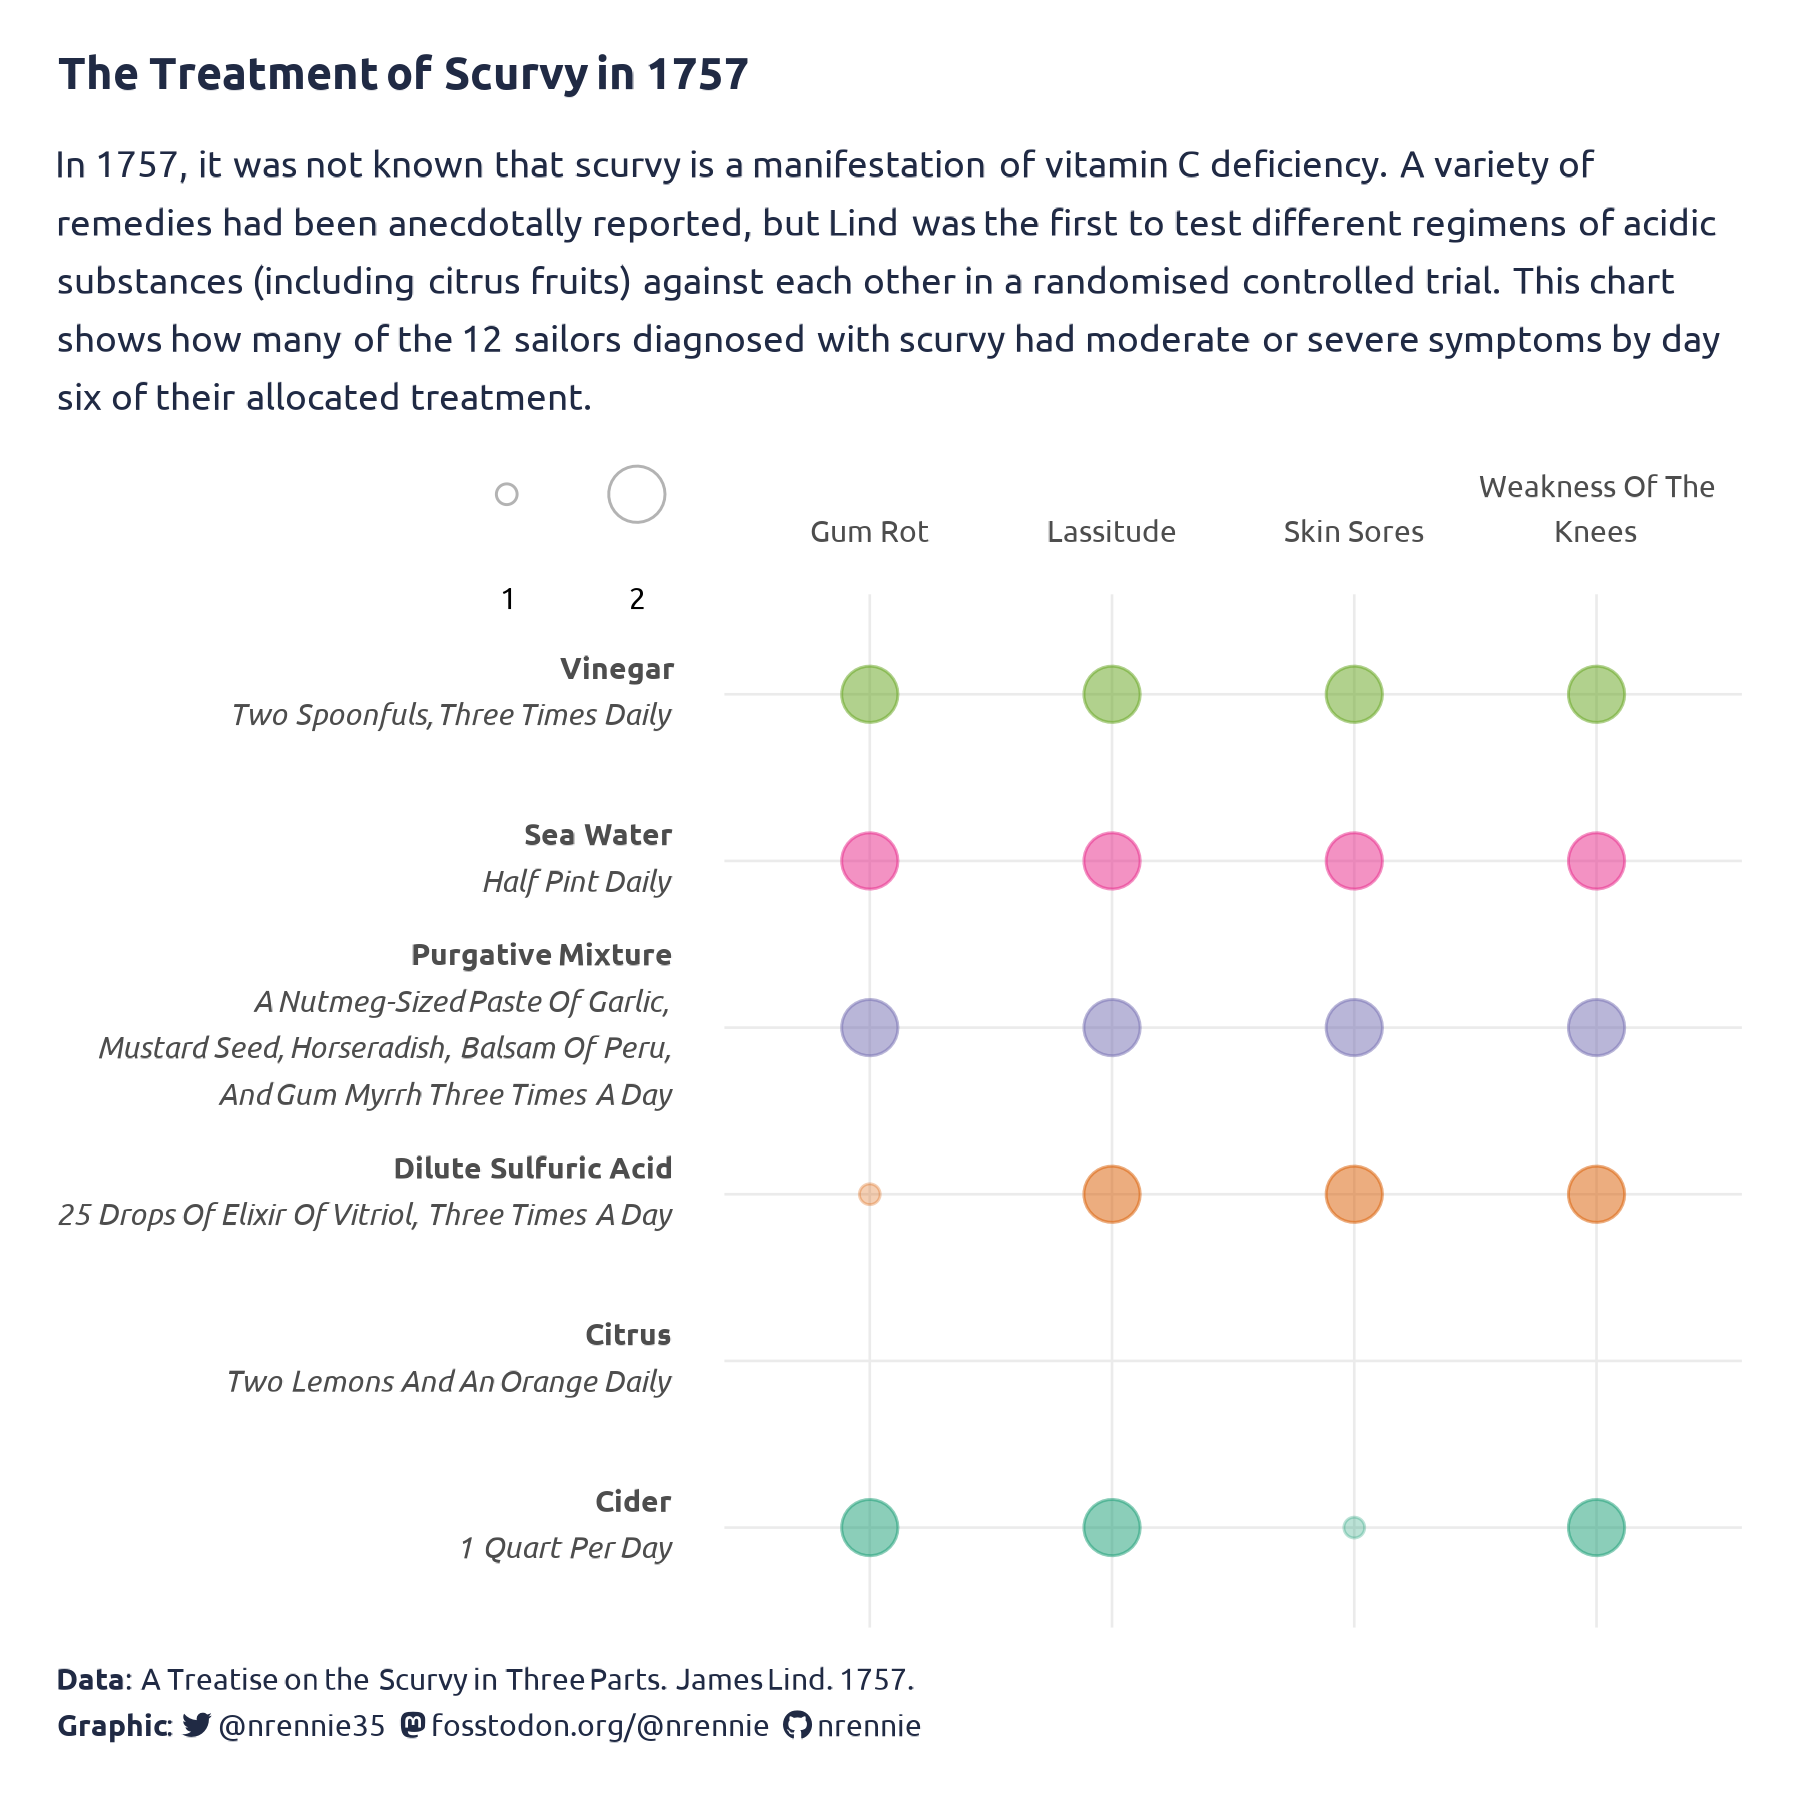 The Treatment of Scurvy in 1757
In 1757, it was not known that scurvy is a manifestation of vitamin C deficiency. A variety of
remedies had been anecdotally reported, but Lind was the first to test different regimens of acidic
substances (including citrus fruits) against each other in a randomised controlled trial. This chart
shows how many of the 12 sailors diagnosed with scurvy had moderate or severe symptoms by day
six of their allocated treatment.
1
2
Gum Rot
Lassitude
Skin Sores
Weakness Of The
Knees
Vinegar
Two Spoonfuls, Three Times Daily
Sea Water
Half Pint Daily
Purgative Mixture
A Nutmeg-Sized Paste Of Garlic,
Mustard Seed, Horseradish, Balsam Of Peru,
And Gum Myrrh Three Times A Day
Dilute Sulfuric Acid
25 Drops Of Elixir Of Vitriol, Three Times A Day
Citrus
Two Lemons And An Orange Daily
Cider
1 Quart Per Day
Data: A Treatise on the Scurvy in Three Parts. James Lind. 1757.
Graphic: @nrennie35 fosstodon.org/@nrennie nrennie